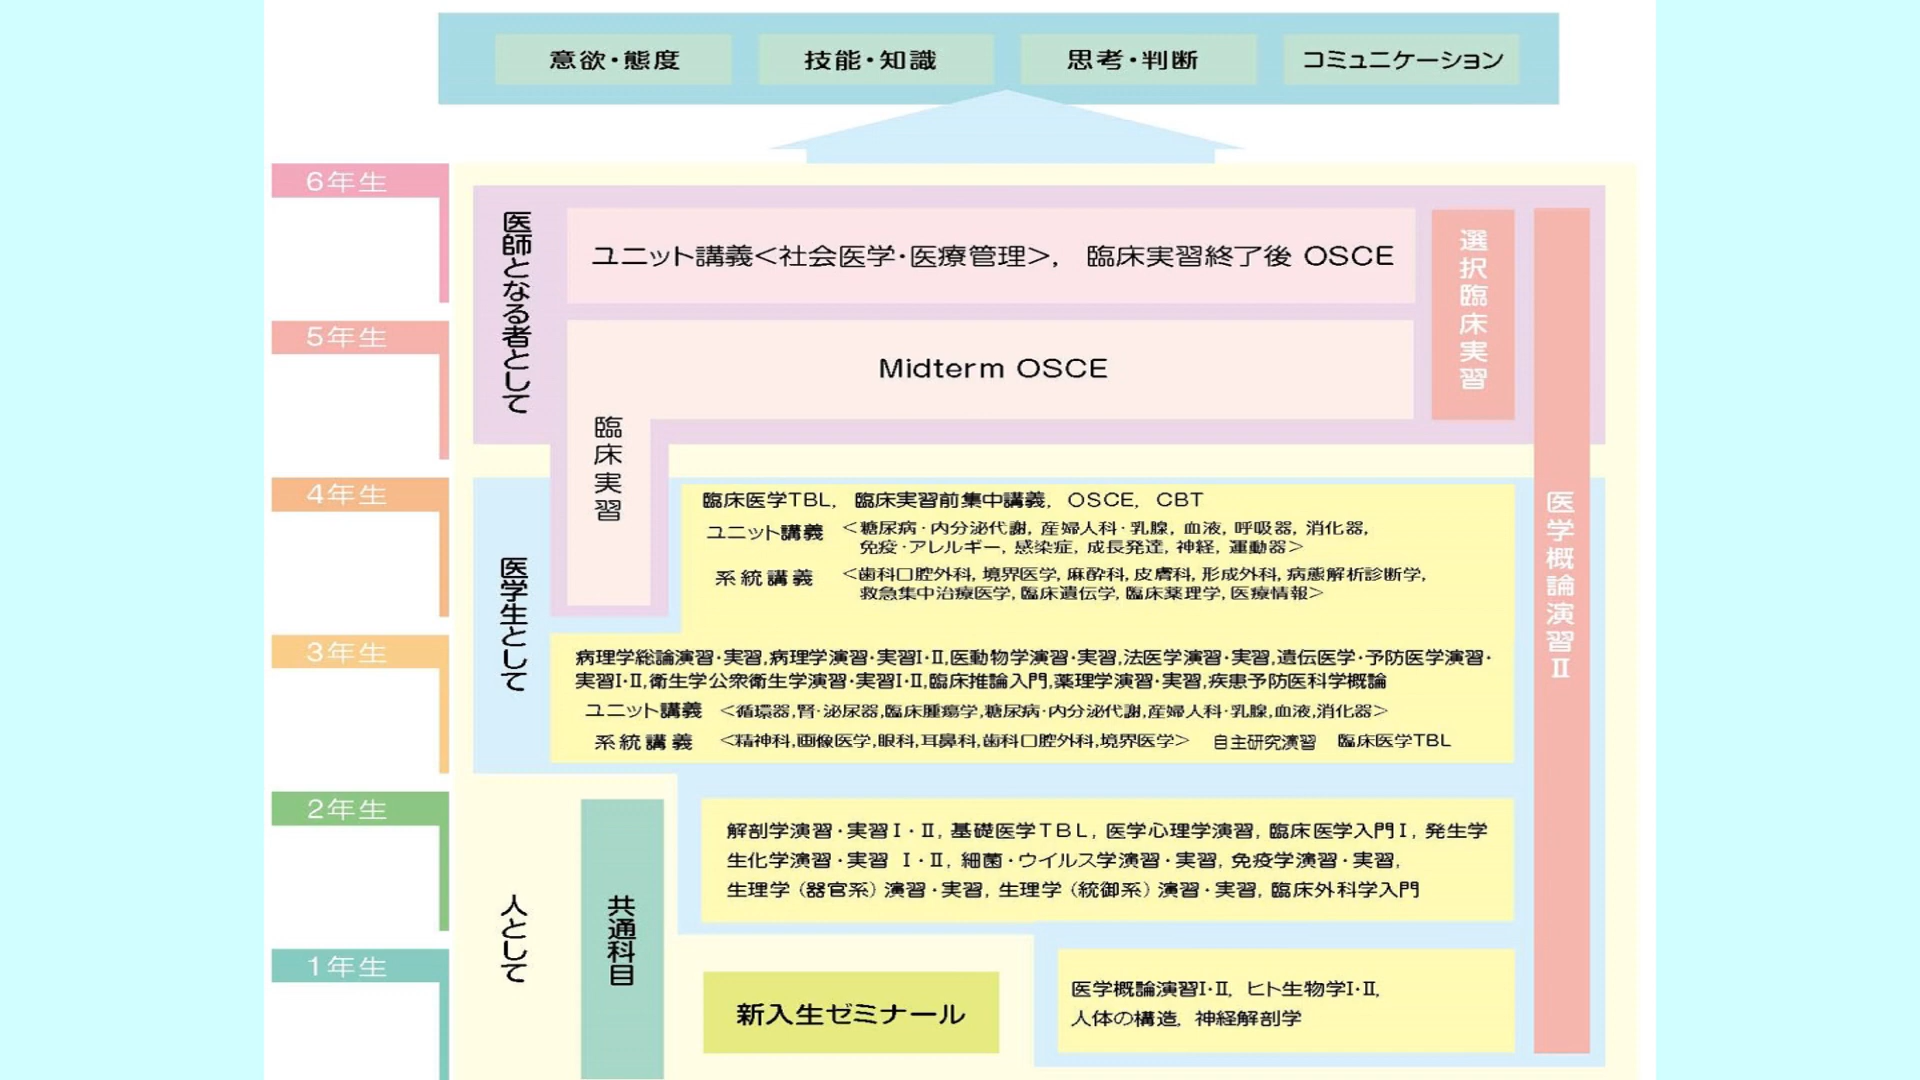 意欲・態度
技能・知識
思考・判断
コミュニケーション
6年生
医師となる者として
ユニット講義<社会医学・医療管理>, 臨床実習終了後 OSCE
選択臨床実習
5年生
Midterm OSCE
臨床実習
4年生
医学生として
臨床医学TBL, 臨床実習前集中講義, OSCE, CBT
ユニット講義 <糖尿病・内分泌代謝, 産婦人科・乳腺, 血液, 呼吸器, 消化器,
免疫・アレルギー, 感染症, 成長発達, 神経, 運動器>
系統講義 <歯科口腔外科, 境界医学, 麻酔科, 皮膚科, 形成外科, 病態解析診断学,
救急集中治療医学, 臨床遺伝学, 臨床薬理学, 医療情報>
医学概論演習Ⅱ
3年生
病理学総論演習・実習,病理学演習・実習Ⅰ・Ⅱ,医動物学演習・実習,法医学演習・実習,遺伝医学・予防医学演習・
実習Ⅰ・Ⅱ,衛生学公衆衛生学演習・実習Ⅰ・Ⅱ,臨床推論入門,薬理学演習・実習,疾患予防医科学概論
ユニット講義 <循環器,腎・泌尿器,臨床腫瘍学,糖尿病・内分泌代謝,産婦人科・乳腺,血液,消化器>
系統講義 <精神科,画像医学,眼科,耳鼻科,歯科口腔外科,境界医学> 自主研究演習 臨床医学TBL
2年生
人として
共通科目
解剖学演習・実習Ⅰ・Ⅱ, 基礎医学TBL, 医学心理学演習, 臨床医学入門Ⅰ, 発生学
生化学演習・実習 Ⅰ・Ⅱ, 細菌・ウイルス学演習・実習, 免疫学演習・実習,
生理学(器官系)演習・実習, 生理学(統御系)演習・実習, 臨床外科学入門
1年生
新入生ゼミナール
医学概論演習Ⅰ・Ⅱ, ヒト生物学Ⅰ・Ⅱ,
人体の構造, 神経解剖学